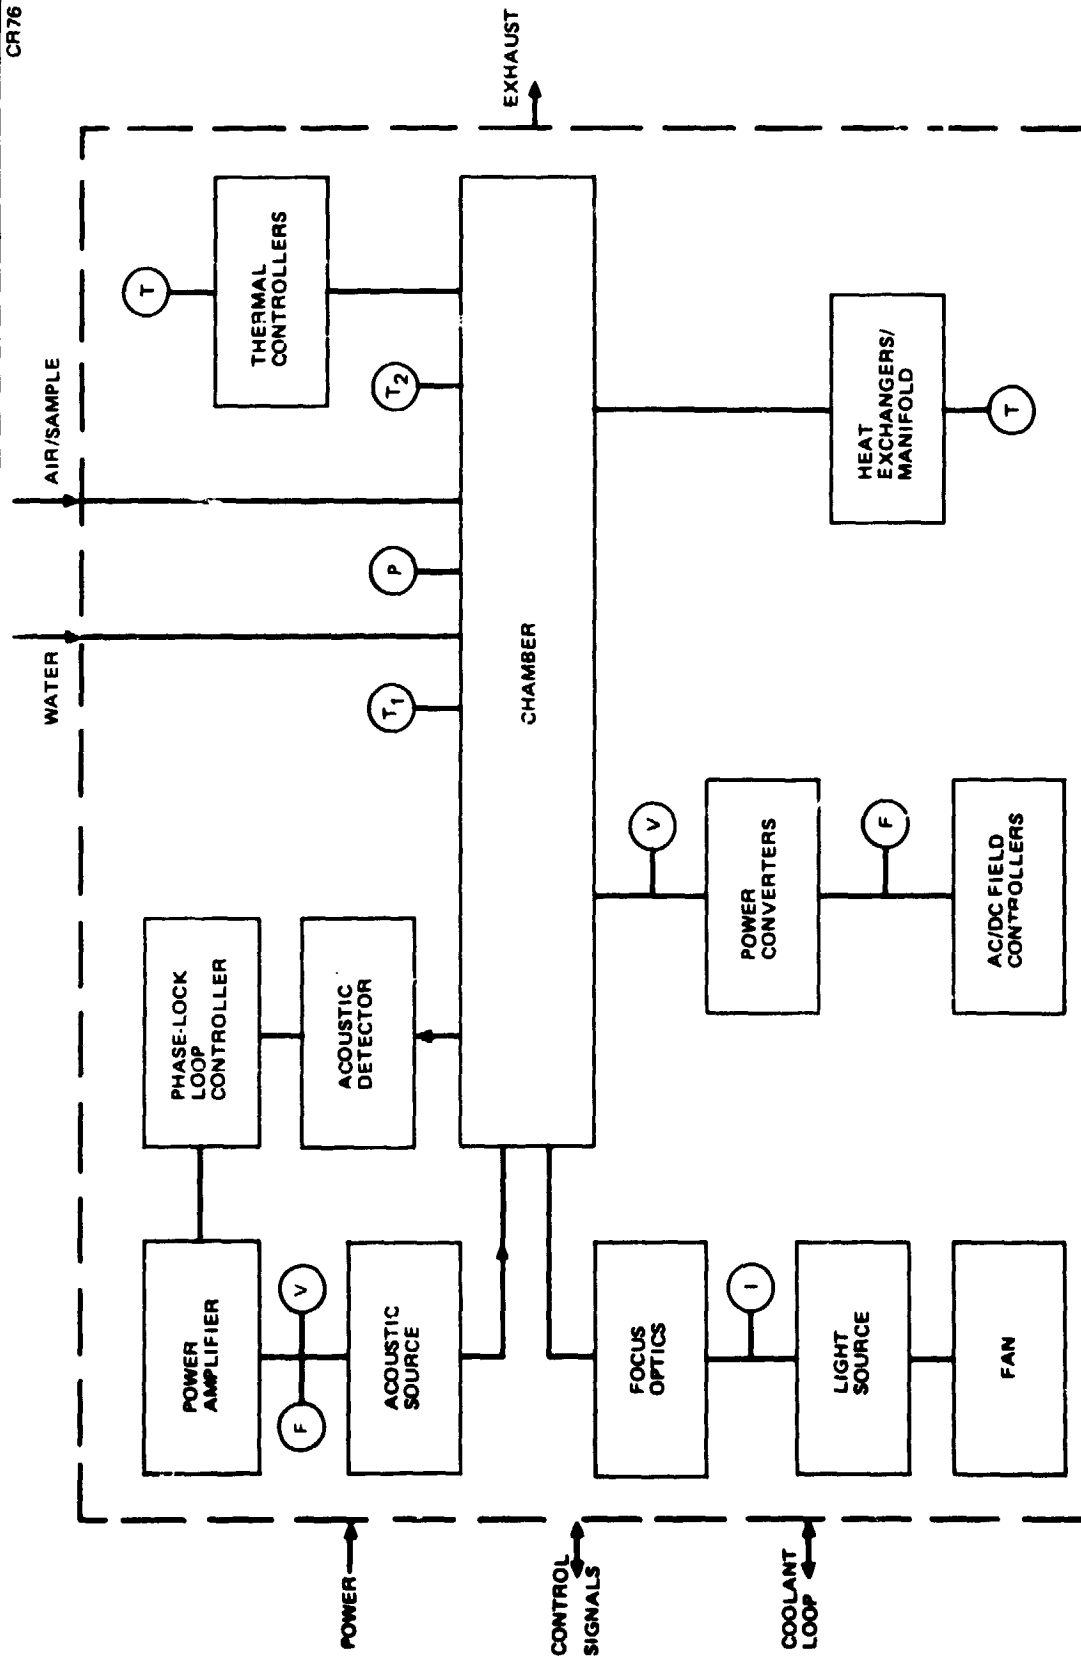 CR76
WATER
AIR/SAMPLE
EXHAUST
POWER
CONTROL
SIGNALS
COOLANT
LOOP
POWER
AMPLIFIER
PHASE-LOCK
LOOP
CONTROLLER
T
THERMAL
CONTROLLERS
F
V
ACOUSTIC
SOURCE
ACOUSTIC
DETECTOR
T1
P
T2
CHAMBER
FOCUS
OPTICS
I
LIGHT
SOURCE
FAN
V
POWER
CONVERTERS
F
AC/DC FIELD
CONTROLLERS
HEAT
EXCHANGERS/
MANIFOLD
T